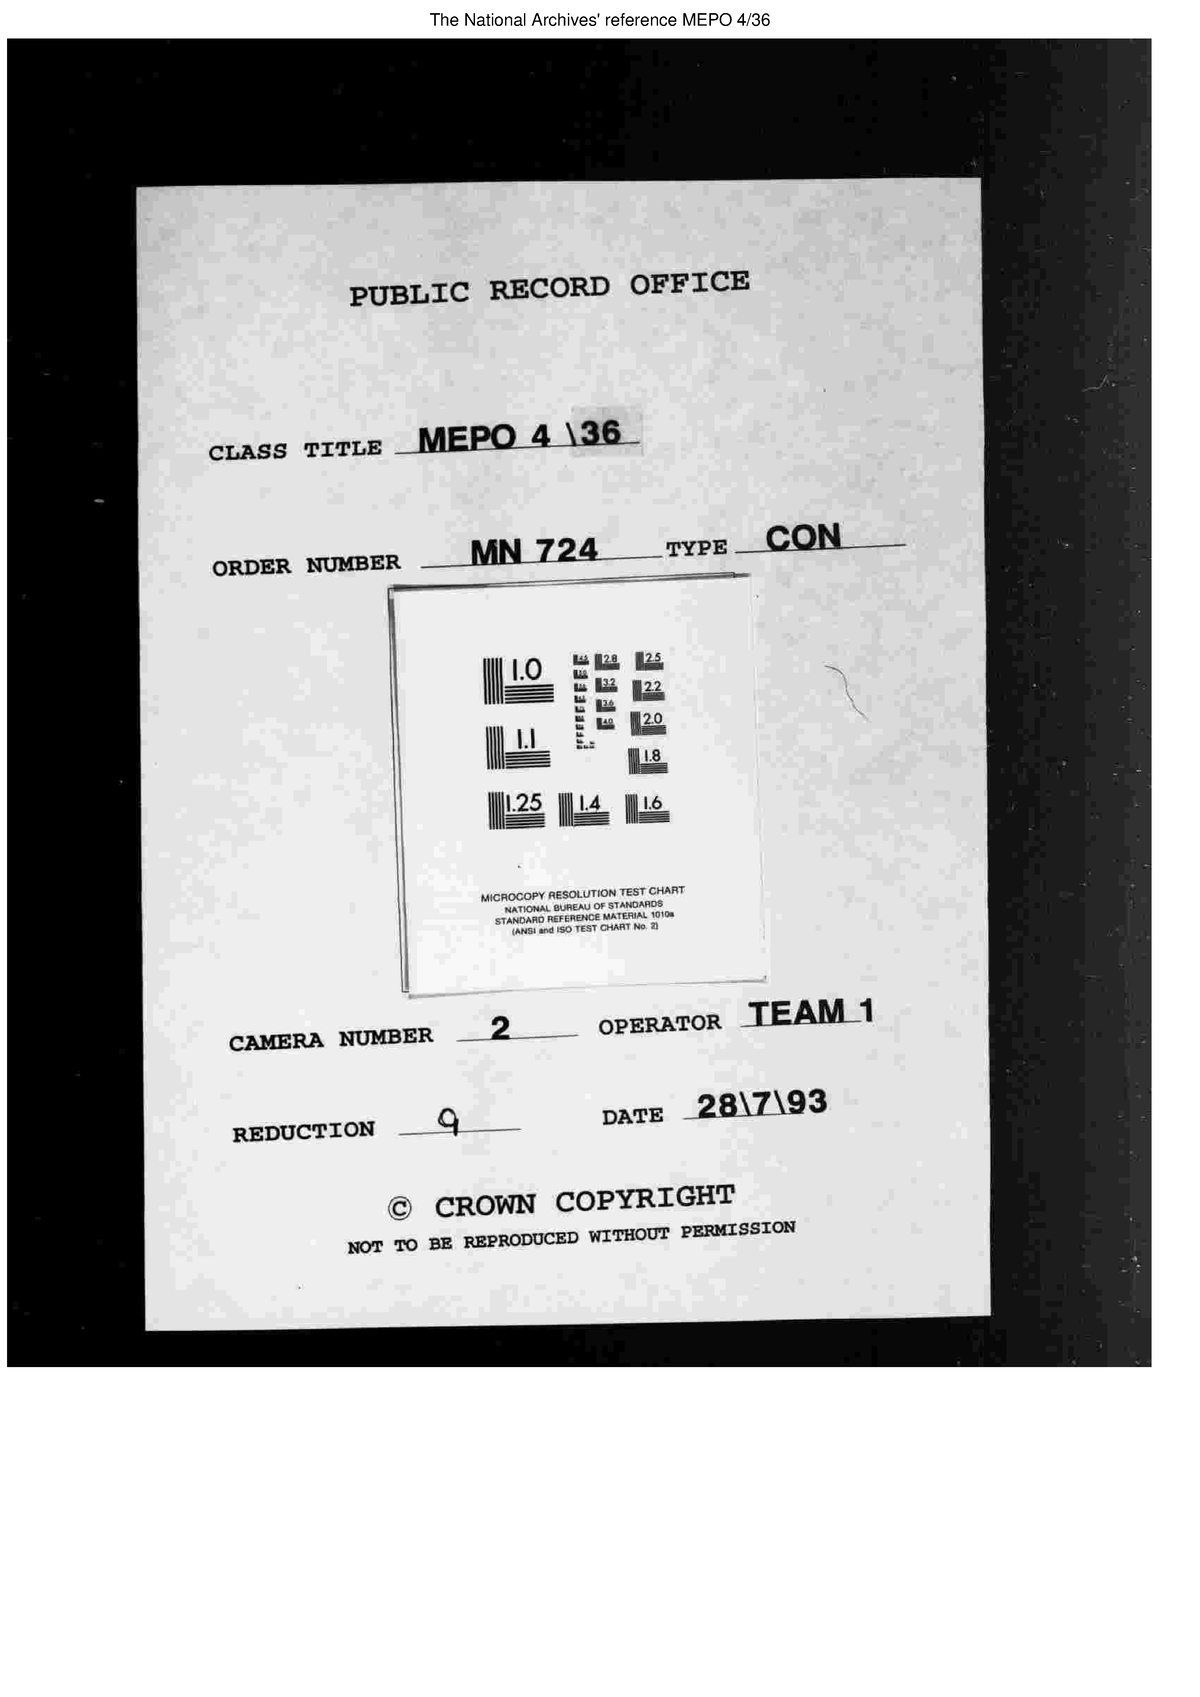 The National Archives' reference MEPO 4/36
PUBLIC RECORD OFFICE
CLASS TITLE MEPO 4 \36
ORDER NUMBER MN 724 TYPE CON
1.0 2.8 2.5
3.2 2.2
3.6
1.1 4.0 2.0
1.8
1.25 1.4 1.6
MICROCOPY RESOLUTION TEST CHART
NATIONAL BUREAU OF STANDARDS
STANDARD REFERENCE MATERIAL 1010a
(ANSI and ISO TEST CHART No. 2)
CAMERA NUMBER 2 OPERATOR TEAM 1
REDUCTION 9 DATE 28\7\93
© CROWN COPYRIGHT
NOT TO BE REPRODUCED WITHOUT PERMISSION